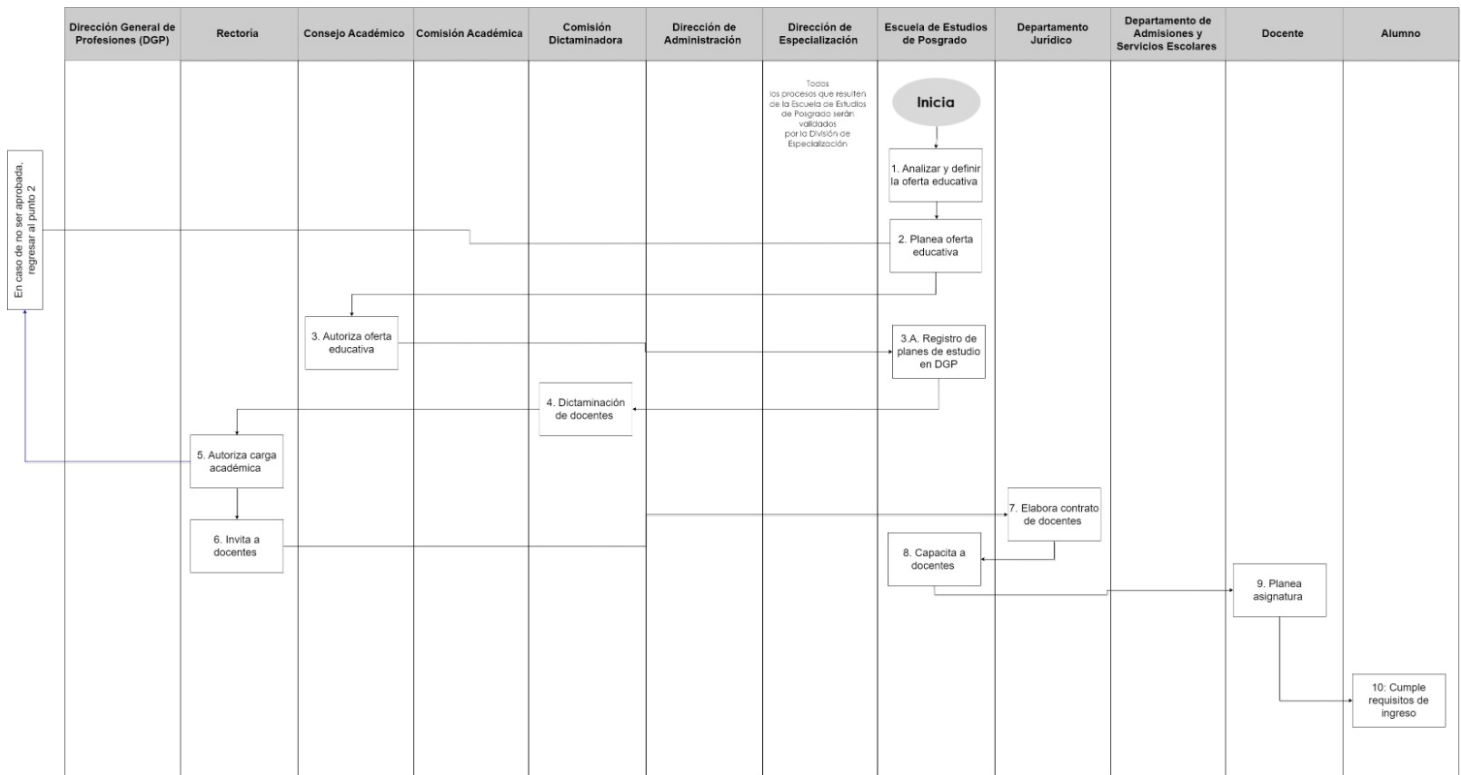 Dirección General de
Profesiones (DGP)
Rectoría
Consejo Académico
Comisión Académica
Comisión
Dictaminadora
Dirección de
Administración
Dirección de
Especialización
Escuela de Estudios
de Posgrado
Departamento
Jurídico
Departamento de
Admisiones y
Servicios Escolares
Docente
Alumno
Todos
los procesos que resulten
de la Escuela de Estudios
de Posgrado serán
validados
por la División de
Especialización
Inicia
1. Analizar y definir
la oferta educativa
2. Planea oferta
educativa
En caso de no ser aprobada,
regresar al punto 2
3. Autoriza oferta
educativa
3.A. Registro de
planes de estudio
en DGP
4. Dictaminación
de docentes
5. Autoriza carga
académica
6. Invita a
docentes
7. Elabora contrato
de docentes
8. Capacita a
docentes
9. Planea
asignatura
10: Cumple
requisitos de
ingreso